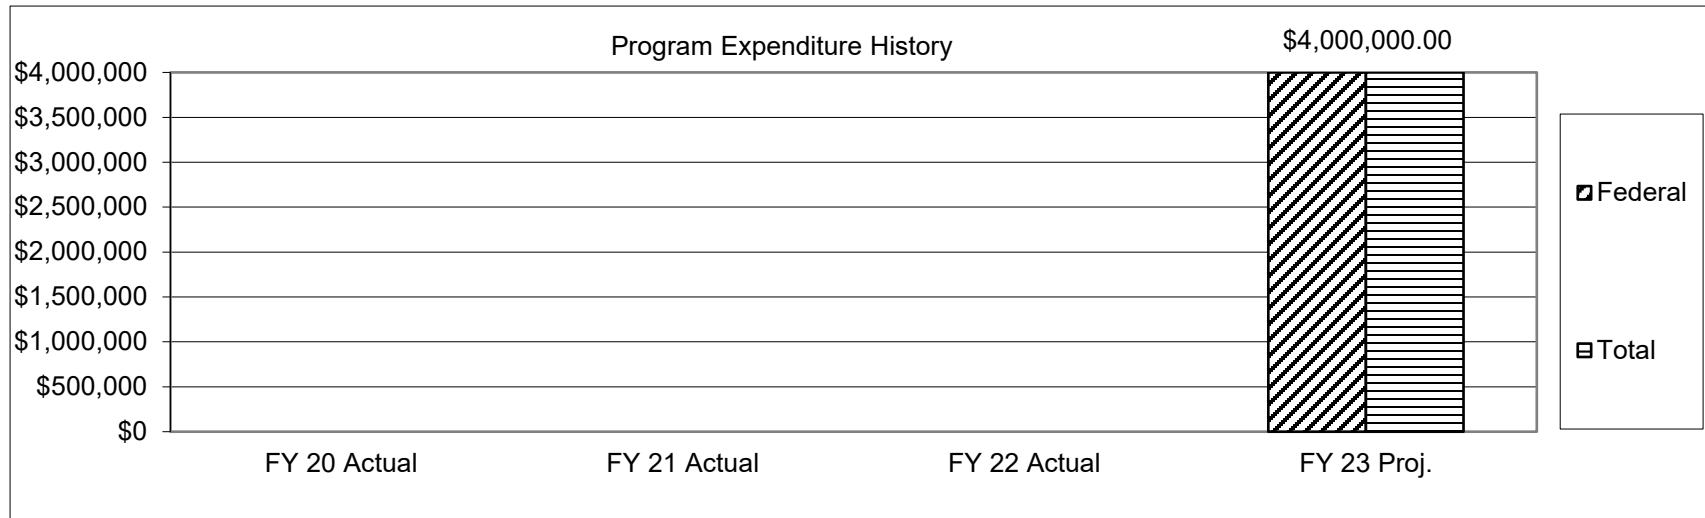 Program Expenditure History
$4,000,000.00
$4,000,000
$3,500,000
$3,000,000
$2,500,000
$2,000,000
$1,500,000
$1,000,000
$500,000
$0
FY 20 Actual
FY 21 Actual
FY 22 Actual
FY 23 Proj.
Federal
Total